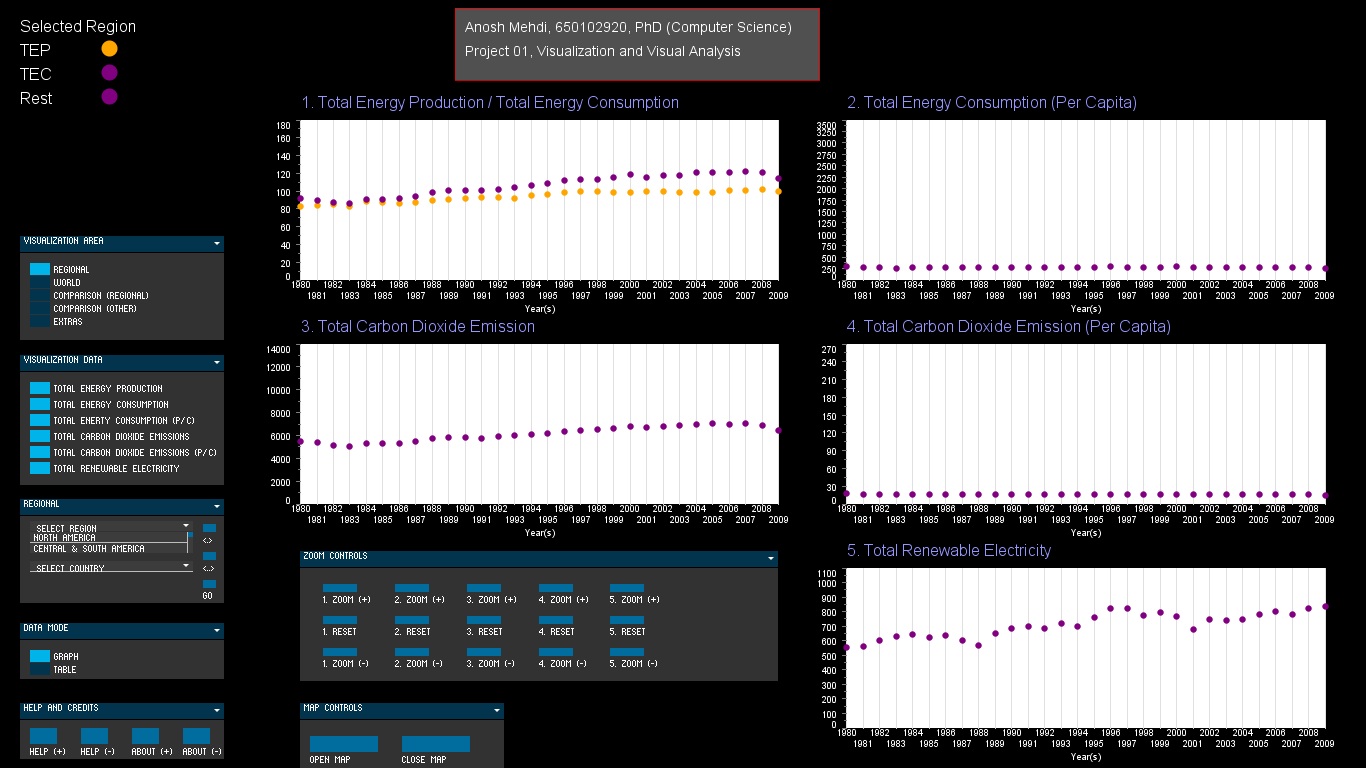 Selected Region
TEP
TEC
Rest
Anosh Mehdi, 650102920, PhD (Computer Science)
Project 01, Visualization and Visual Analysis
1. Total Energy Production / Total Energy Consumption
180
160
140
120
100
80
60
40
20
0
1980 1982 1984 1986 1988 1990 1992 1994 1996 1998 2000 2002 2004 2006 2008
1981 1983 1985 1987 1989 1991 1993 1995 1997 1999 2001 2003 2005 2007 2009
Year(s)
2. Total Energy Consumption (Per Capita)
3500
3250
3000
2750
2500
2250
2000
1750
1500
1250
1000
750
500
250
0
1980 1982 1984 1986 1988 1990 1992 1994 1996 1998 2000 2002 2004 2006 2008
1981 1983 1985 1987 1989 1991 1993 1995 1997 1999 2001 2003 2005 2007 2009
Year(s)
3. Total Carbon Dioxide Emission
14000
12000
10000
8000
6000
4000
2000
0
1980 1982 1984 1986 1988 1990 1992 1994 1996 1998 2000 2002 2004 2006 2008
1981 1983 1985 1987 1989 1991 1993 1995 1997 1999 2001 2003 2005 2007 2009
Year(s)
4. Total Carbon Dioxide Emission (Per Capita)
270
240
210
180
150
120
90
60
30
0
1980 1982 1984 1986 1988 1990 1992 1994 1996 1998 2000 2002 2004 2006 2008
1981 1983 1985 1987 1989 1991 1993 1995 1997 1999 2001 2003 2005 2007 2009
Year(s)
5. Total Renewable Electricity
1100
1000
900
800
700
600
500
400
300
200
100
0
1980 1982 1984 1986 1988 1990 1992 1994 1996 1998 2000 2002 2004 2006 2008
1981 1983 1985 1987 1989 1991 1993 1995 1997 1999 2001 2003 2005 2007 2009
Year(s)
VISUALIZATION AREA
REGIONAL
WORLD
COMPARISON (REGIONAL)
COMPARISON (OTHER)
EXTRAS
VISUALIZATION DATA
TOTAL ENERGY PRODUCTION
TOTAL ENERGY CONSUMPTION
TOTAL ENERTY CONSUMPTION (P/C)
TOTAL CARBON DIOXIDE EMISSIONS
TOTAL CARBON DIOXIDE EMISSIONS (P/C)
TOTAL RENEWABLE ELECTRICITY
REGIONAL
SELECT REGION
NORTH AMERICA
<>
CENTRAL & SOUTH AMERICA
SELECT COUNTRY
<->
GO
DATA MODE
GRAPH
TABLE
HELP AND CREDITS
HELP (+) HELP (-) ABOUT (+) ABOUT (-)
ZOOM CONTROLS
1. ZOOM (+) 2. ZOOM (+) 3. ZOOM (+) 4. ZOOM (+) 5. ZOOM (+)
1. RESET 2. RESET 3. RESET 4. RESET 5. RESET
1. ZOOM (-) 2. ZOOM (-) 3. ZOOM (-) 4. ZOOM (-) 5. ZOOM (-)
MAP CONTROLS
OPEN MAP CLOSE MAP